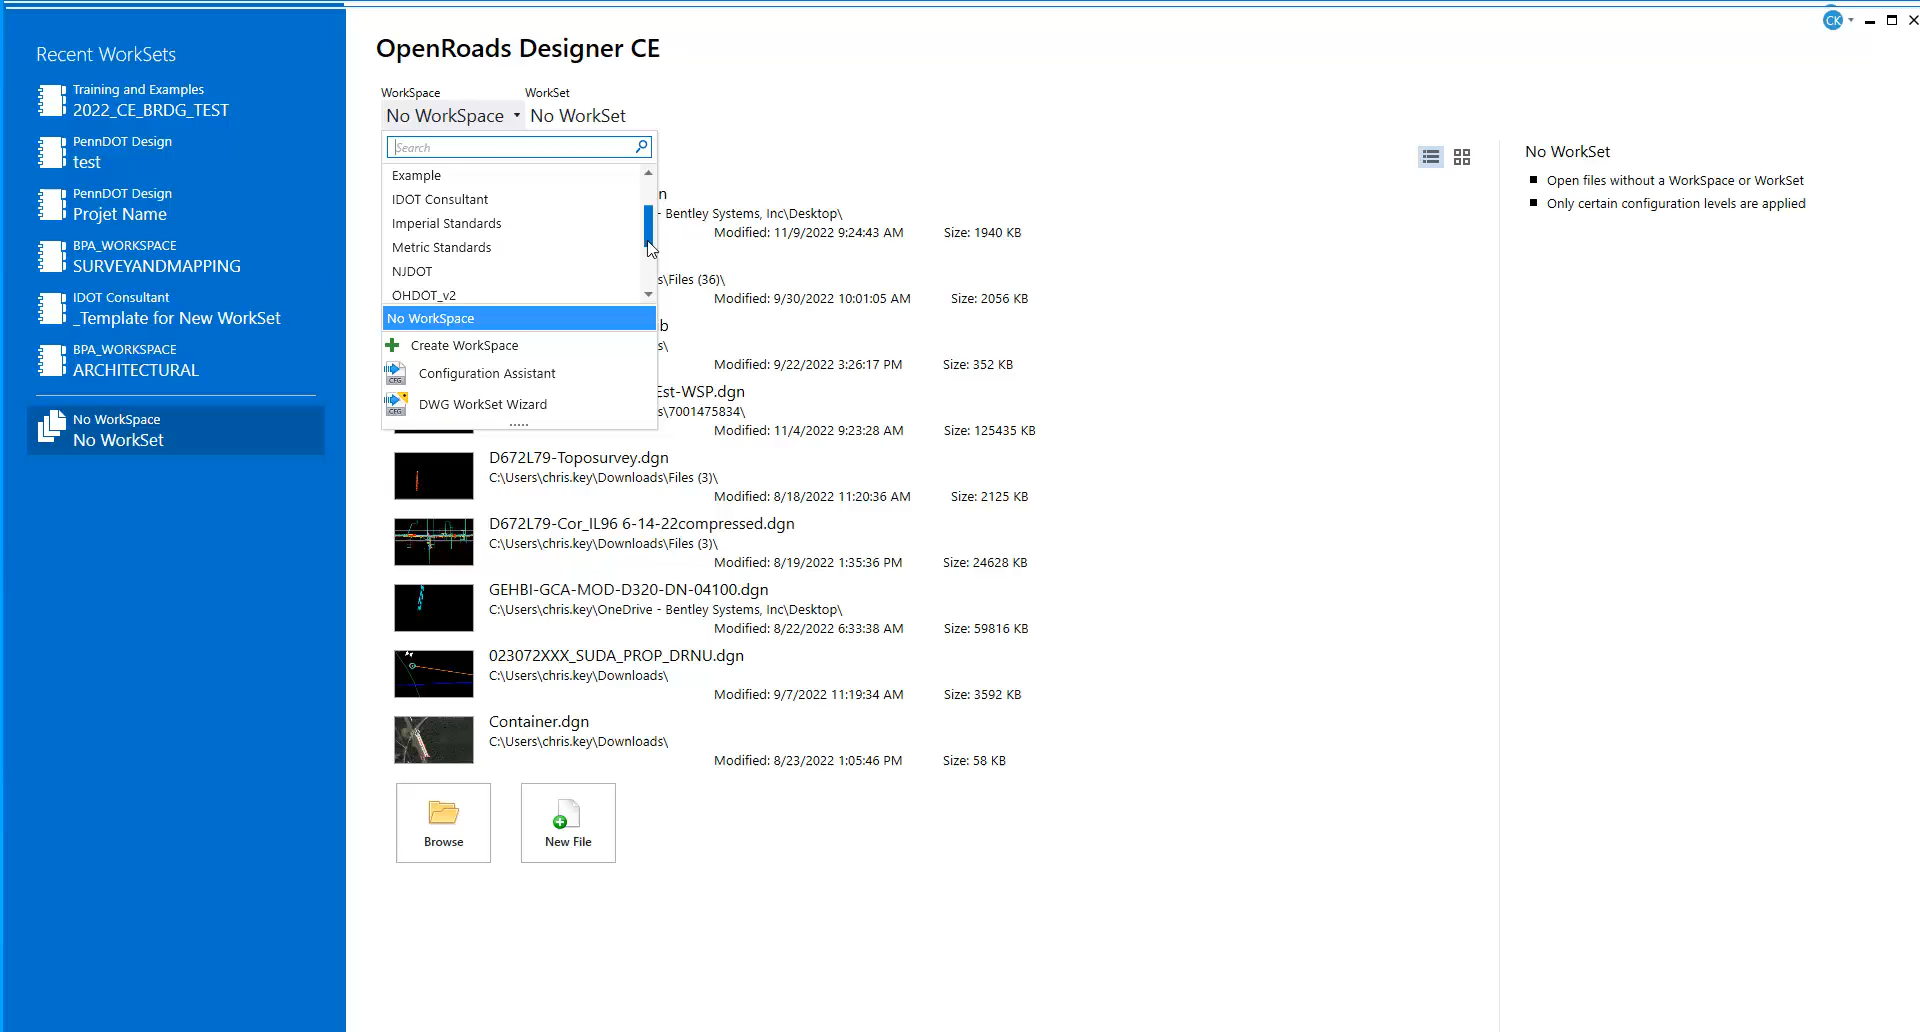 CK
Recent WorkSets
Training and Examples
2022_CE_BRDG_TEST
PennDOT Design
test
PennDOT Design
Projet Name
BPA_WORKSPACE
SURVEYANDMAPPING
IDOT Consultant
_Template for New WorkSet
BPA_WORKSPACE
ARCHITECTURAL
No WorkSpace
No WorkSet
OpenRoads Designer CE
WorkSpace WorkSet
No WorkSpace No WorkSet
Search
Example
IDOT Consultant
Imperial Standards
Metric Standards
NJDOT
OHDOT_v2
No WorkSpace
Create WorkSpace
CFG Configuration Assistant
CFG DWG WorkSet Wizard
n
- Bentley Systems, Inc\Desktop\
Modified: 11/9/2022 9:24:43 AM Size: 1940 KB
s\Files (36)\
Modified: 9/30/2022 10:01:05 AM Size: 2056 KB
b
s\
Modified: 9/22/2022 3:26:17 PM Size: 352 KB
Est-WSP.dgn
s\7001475834\
Modified: 11/4/2022 9:23:28 AM Size: 125435 KB
D672L79-Toposurvey.dgn
C:\Users\chris.key\Downloads\Files (3)\
Modified: 8/18/2022 11:20:36 AM Size: 2125 KB
D672L79-Cor_IL96 6-14-22compressed.dgn
C:\Users\chris.key\Downloads\Files (3)\
Modified: 8/19/2022 1:35:36 PM Size: 24628 KB
GEHBI-GCA-MOD-D320-DN-04100.dgn
C:\Users\chris.key\OneDrive - Bentley Systems, Inc\Desktop\
Modified: 8/22/2022 6:33:38 AM Size: 59816 KB
023072XXX_SUDA_PROP_DRNU.dgn
C:\Users\chris.key\Downloads\
Modified: 9/7/2022 11:19:34 AM Size: 3592 KB
Container.dgn
C:\Users\chris.key\Downloads\
Modified: 8/23/2022 1:05:46 PM Size: 58 KB
Browse New File
No WorkSet
Open files without a WorkSpace or WorkSet
Only certain configuration levels are applied